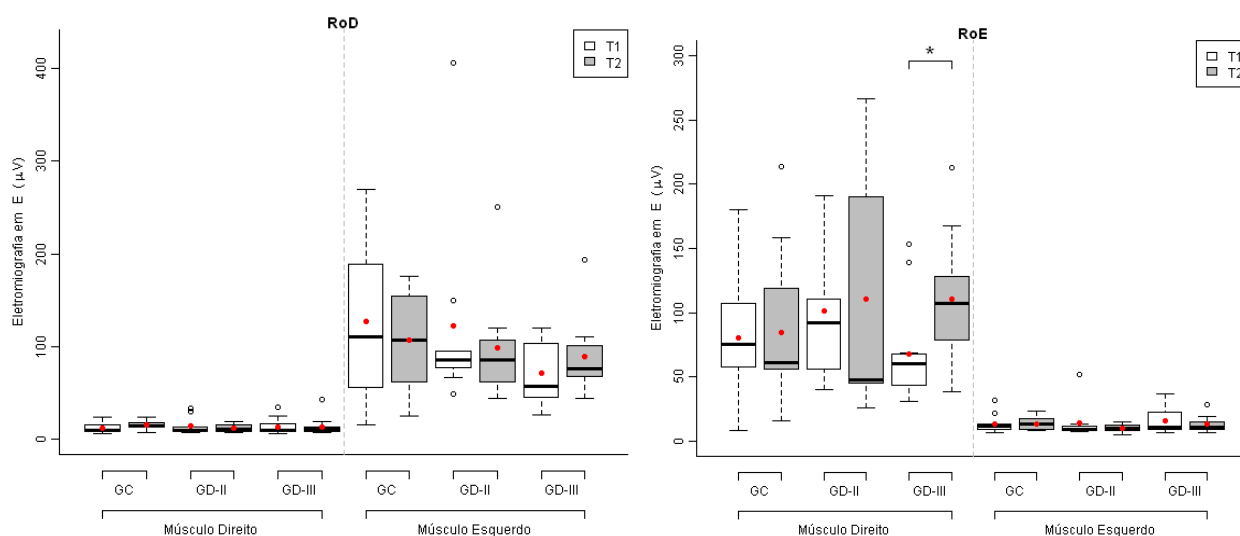 RoD
T1
T2
Eletromiografia em E (μV)
400
300
200
100
0
GC
GD-II
GD-III
GC
GD-II
GD-III
Músculo Direito
Músculo Esquerdo
RoE
*
T1
T2
Eletromiografia em E (μV)
300
250
200
150
100
50
0
GC
GD-II
GD-III
GC
GD-II
GD-III
Músculo Direito
Músculo Esquerdo